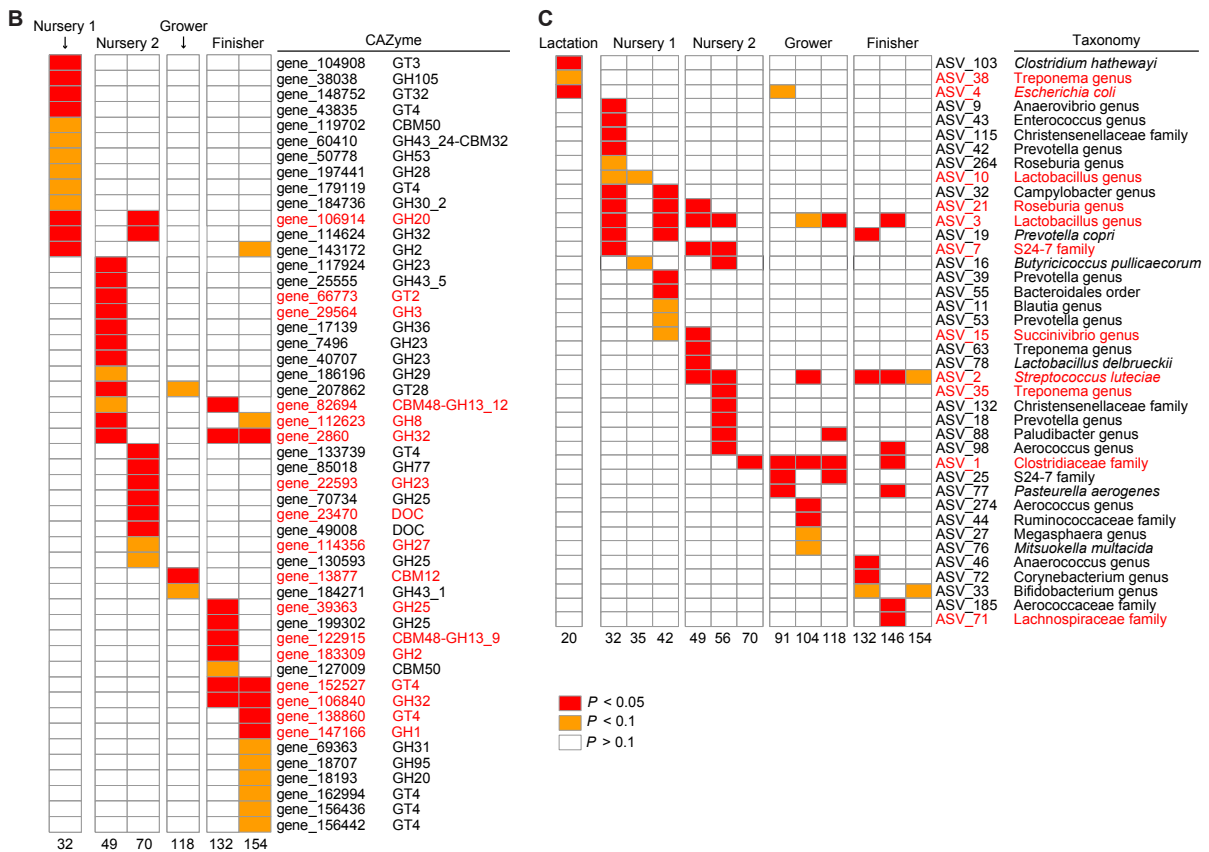 B
Nursery 1 ↓
Nursery 2
Grower ↓
Finisher
CAZyme
gene_104908 GT3
gene_38038 GH105
gene_148752 GT32
gene_43835 GT4
gene_119702 CBM50
gene_60410 GH43_24-CBM32
gene_50778 GH53
gene_197441 GH28
gene_179119 GT4
gene_184736 GH30_2
gene_106914 GH20
gene_114624 GH32
gene_143172 GH2
gene_117924 GH23
gene_25555 GH43_5
gene_66773 GT2
gene_29564 GH3
gene_17139 GH36
gene_7496 GH23
gene_40707 GH23
gene_186196 GH29
gene_207862 GT28
gene_82694 CBM48-GH13_12
gene_112623 GH8
gene_2860 GH32
gene_133739 GT4
gene_85018 GH77
gene_22593 GH23
gene_70734 GH25
gene_23470 DOC
gene_49008 DOC
gene_114356 GH27
gene_130593 GH25
gene_13877 CBM12
gene_184271 GH43_1
gene_39363 GH25
gene_199302 GH25
gene_122915 CBM48-GH13_9
gene_183309 GH2
gene_127009 CBM50
gene_152527 GT4
gene_106840 GH32
gene_138860 GT4
gene_147166 GH1
gene_69363 GH31
gene_18707 GH95
gene_18193 GH20
gene_162994 GT4
gene_156436 GT4
gene_156442 GT4
32 49 70 118 132 154
C
Lactation Nursery 1 Nursery 2 Grower Finisher
Taxonomy
ASV_103 Clostridium hathewayi
ASV_38 Treponema genus
ASV_4 Escherichia coli
ASV_9 Anaerovibrio genus
ASV_43 Enterococcus genus
ASV_115 Christensenellaceae family
ASV_42 Prevotella genus
ASV_264 Roseburia genus
ASV_10 Lactobacillus genus
ASV_32 Campylobacter genus
ASV_21 Roseburia genus
ASV_3 Lactobacillus genus
ASV_19 Prevotella copri
ASV_7 S24-7 family
ASV_16 Butyricicoccus pullicaecorum
ASV_39 Prevotella genus
ASV_55 Bacteroidales order
ASV_11 Blautia genus
ASV_53 Prevotella genus
ASV_15 Succinivibrio genus
ASV_63 Treponema genus
ASV_78 Lactobacillus delbrueckii
ASV_2 Streptococcus luteciae
ASV_35 Treponema genus
ASV_132 Christensenellaceae family
ASV_18 Prevotella genus
ASV_88 Paludibacter genus
ASV_98 Aerococcus genus
ASV_1 Clostridiaceae family
ASV_25 S24-7 family
ASV_77 Pasteurella aerogenes
ASV_274 Aerococcus genus
ASV_44 Ruminococcaceae family
ASV_27 Megasphaera genus
ASV_76 Mitsuokella multacida
ASV_46 Anaerococcus genus
ASV_72 Corynebacterium genus
ASV_33 Bifidobacterium genus
ASV_185 Aerococcaceae family
ASV_71 Lachnospiraceae family
20 32 35 42 49 56 70 91 104 118 132 146 154
P < 0.05
P < 0.1
P > 0.1